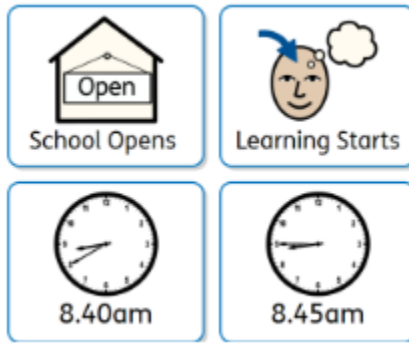 Open
School Opens
Learning Starts
8.40am
8.45am